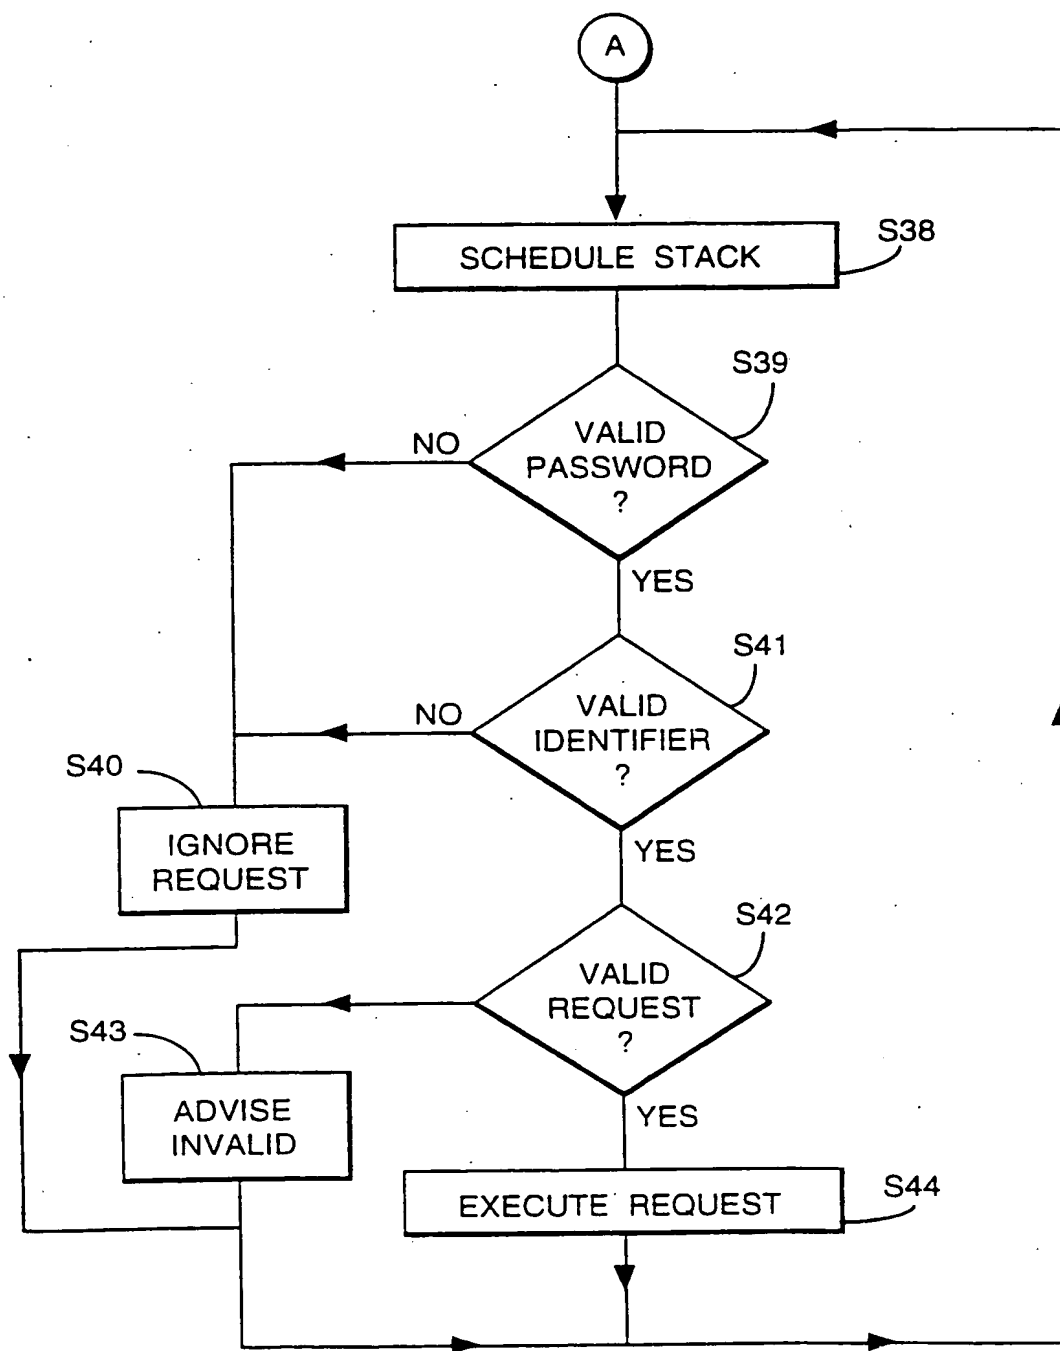 A
S38
SCHEDULE STACK
S39
VALID
PASSWORD
?
NO
YES
S41
VALID
IDENTIFIER
?
NO
YES
S40
IGNORE
REQUEST
S42
VALID
REQUEST
?
YES
S43
ADVISE
INVALID
EXECUTE REQUEST
S44